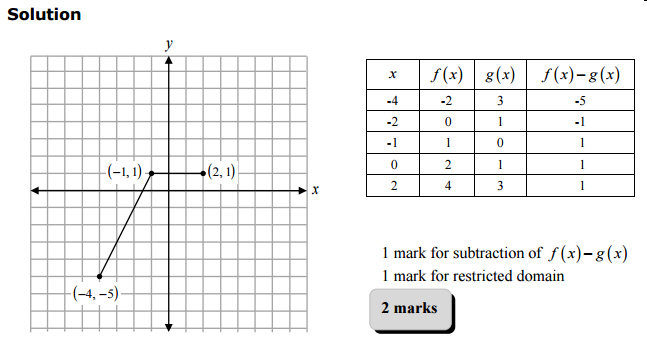 Solution
y
x
(−1, 1)
(2, 1)
(−4, −5)
x f(x) g(x) f(x)−g(x)
-4 -2 3 -5
-2 0 1 -1
-1 1 0 1
0 2 1 1
2 4 3 1
1 mark for subtraction of f(x)−g(x)
1 mark for restricted domain
2 marks